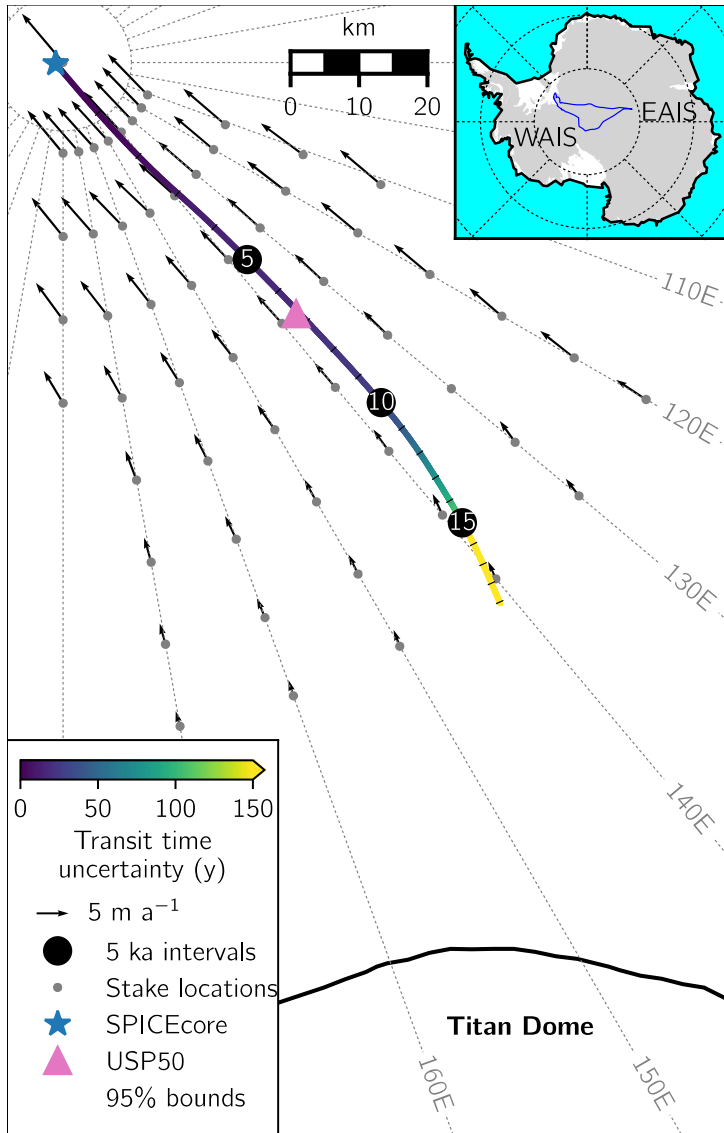 km
0 10 20
WAIS
EAIS
110E
5
120E
10
15
130E
140E
0 50 100 150
Transit time
uncertainty (y)
5 m a⁻¹
5 ka intervals
Stake locations
SPICEcore
USP50
95% bounds
Titan Dome
160E
150E